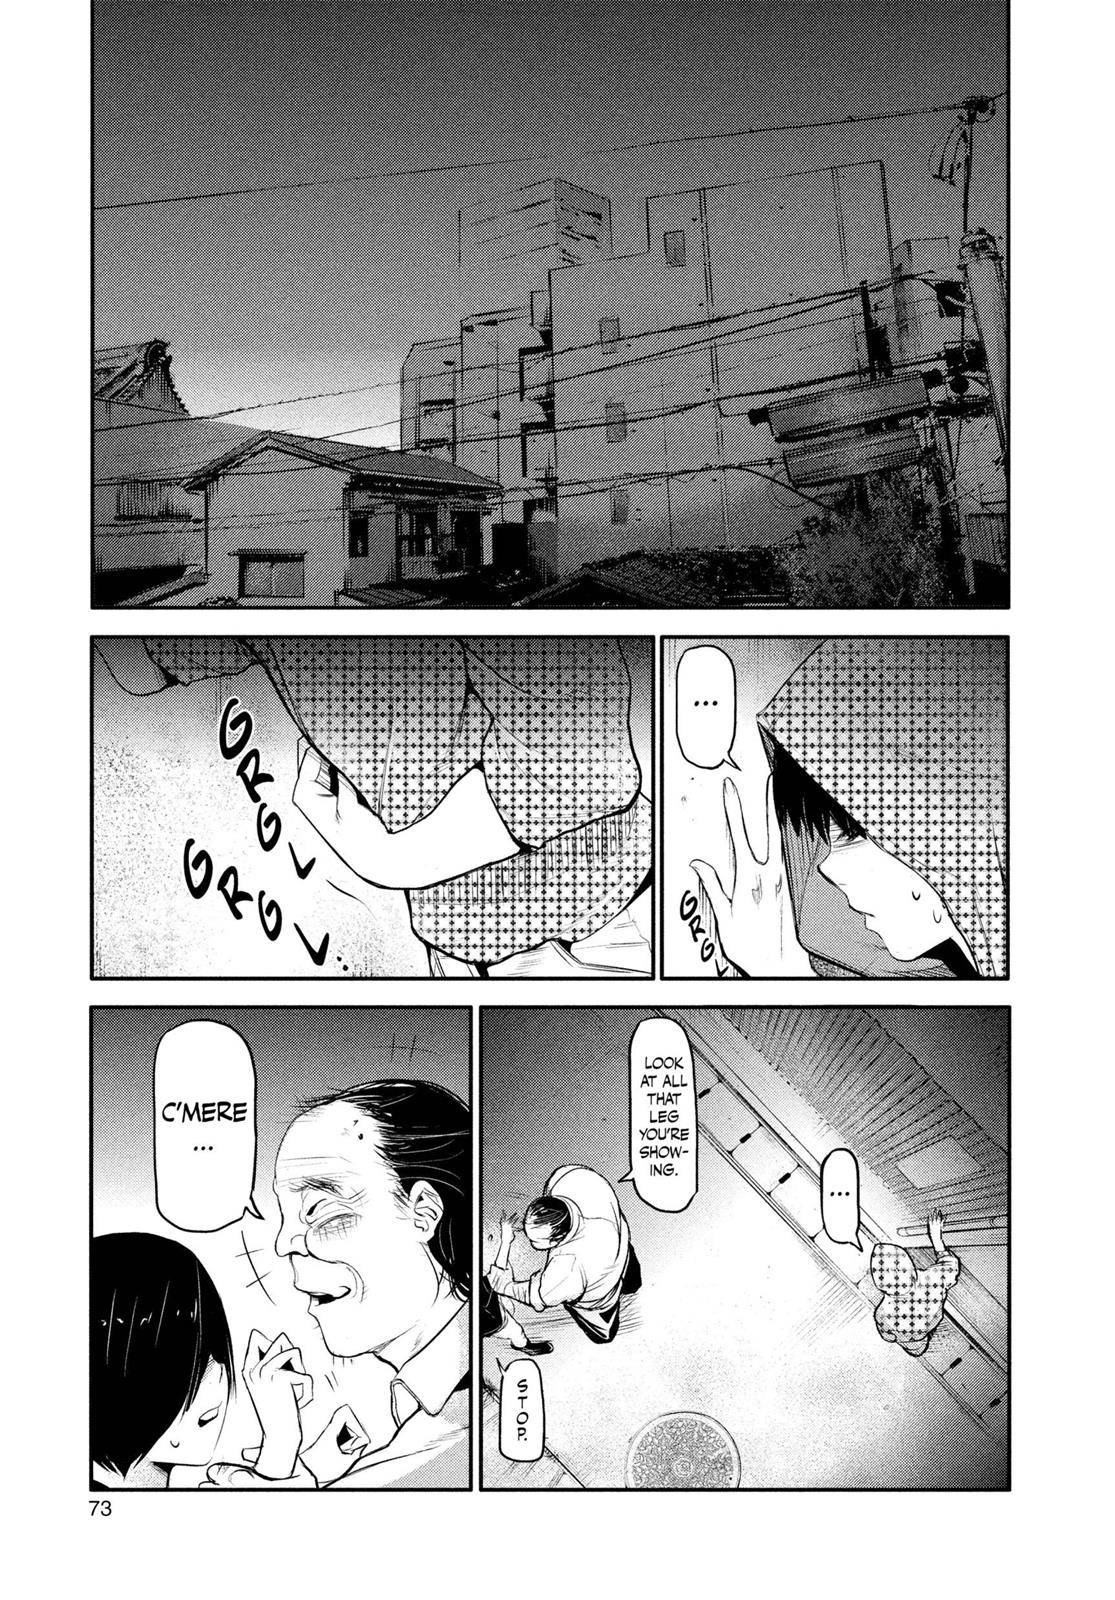 GRGL
GRGL...
...
GRGL
C'MERE
...
LOOK
AT ALL
THAT
LEG
YOU'RE
SHOW-
ING.
...
STOP.
73